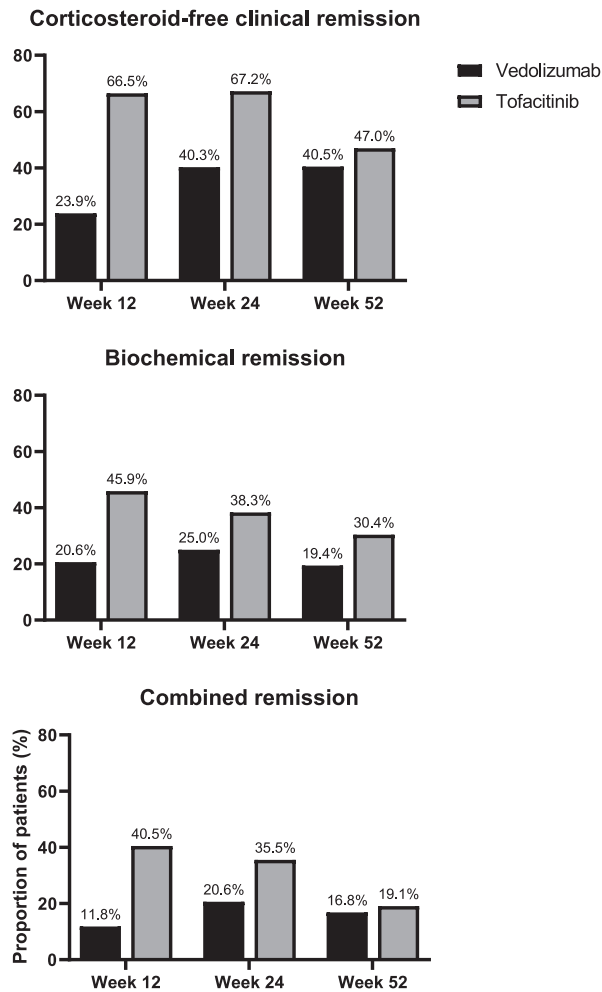 Corticosteroid-free clinical remission
Vedolizumab
Tofacitinib
80
60
40
20
0
23.9%
66.5%
40.3%
67.2%
40.5%
47.0%
Week 12
Week 24
Week 52
Biochemical remission
80
60
40
20
0
20.6%
45.9%
25.0%
38.3%
19.4%
30.4%
Week 12
Week 24
Week 52
Combined remission
Proportion of patients (%)
80
60
40
20
0
11.8%
40.5%
20.6%
35.5%
16.8%
19.1%
Week 12
Week 24
Week 52